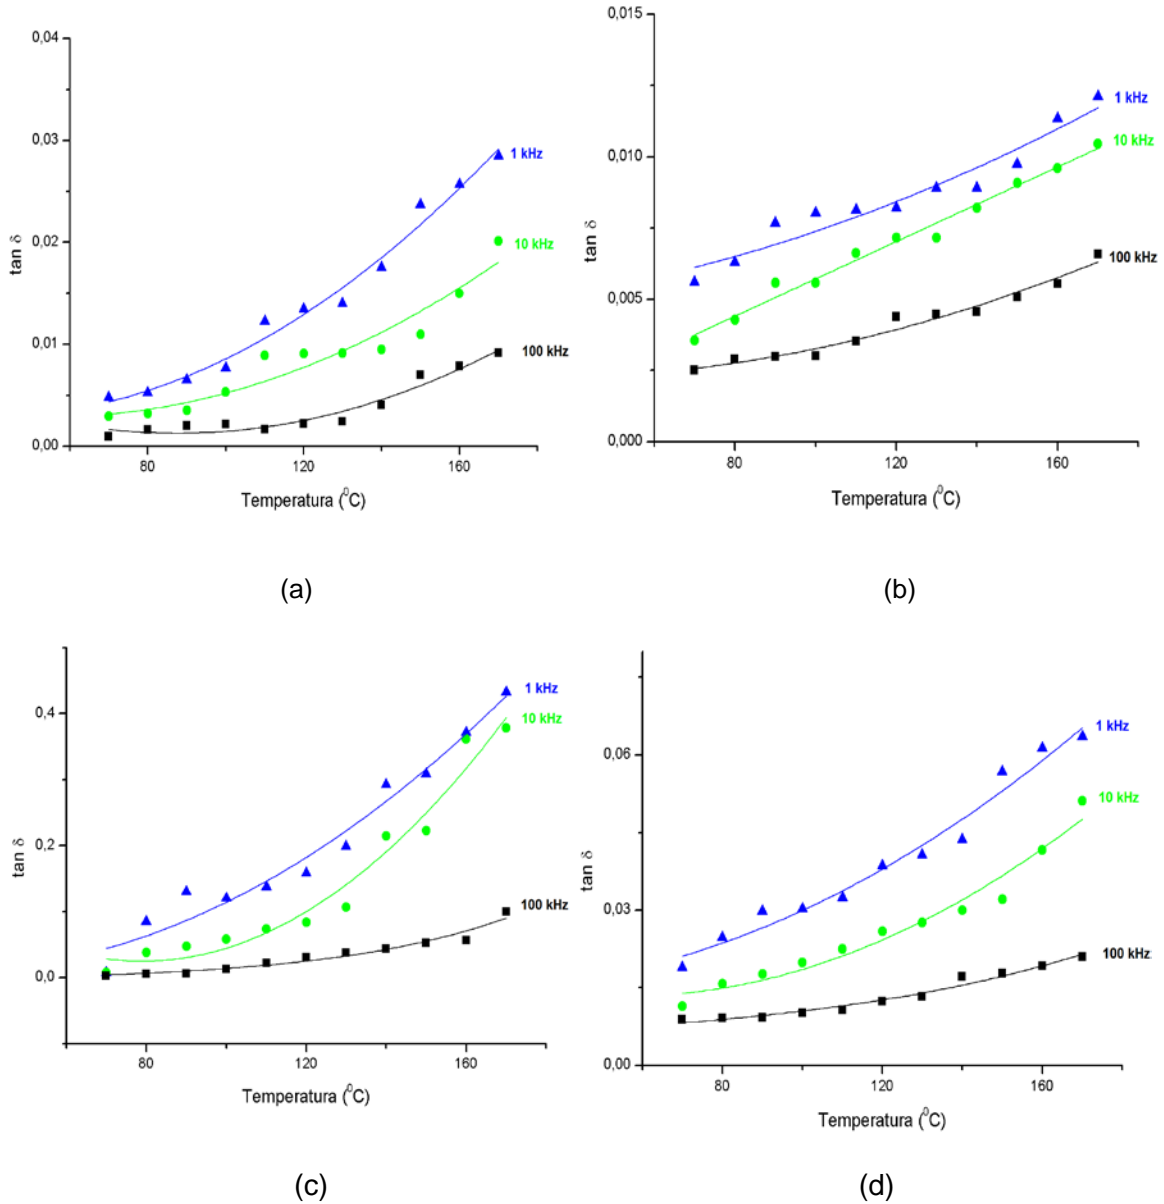 0,04
0,03
0,02
0,01
0,00
80
120
160
tan δ
Temperatura (⁰C)
1 kHz
10 kHz
100 kHz
(a)
0,015
0,010
0,005
0,000
80
120
160
tan δ
Temperatura (⁰C)
1 kHz
10 kHz
100 kHz
(b)
0,4
0,2
0,0
80
120
160
tan δ
Temperatura (⁰C)
1 kHz
10 kHz
100 kHz
(c)
0,06
0,03
0,00
80
120
160
tan δ
Temperatura (⁰C)
1 kHz
10 kHz
100 kHz
(d)